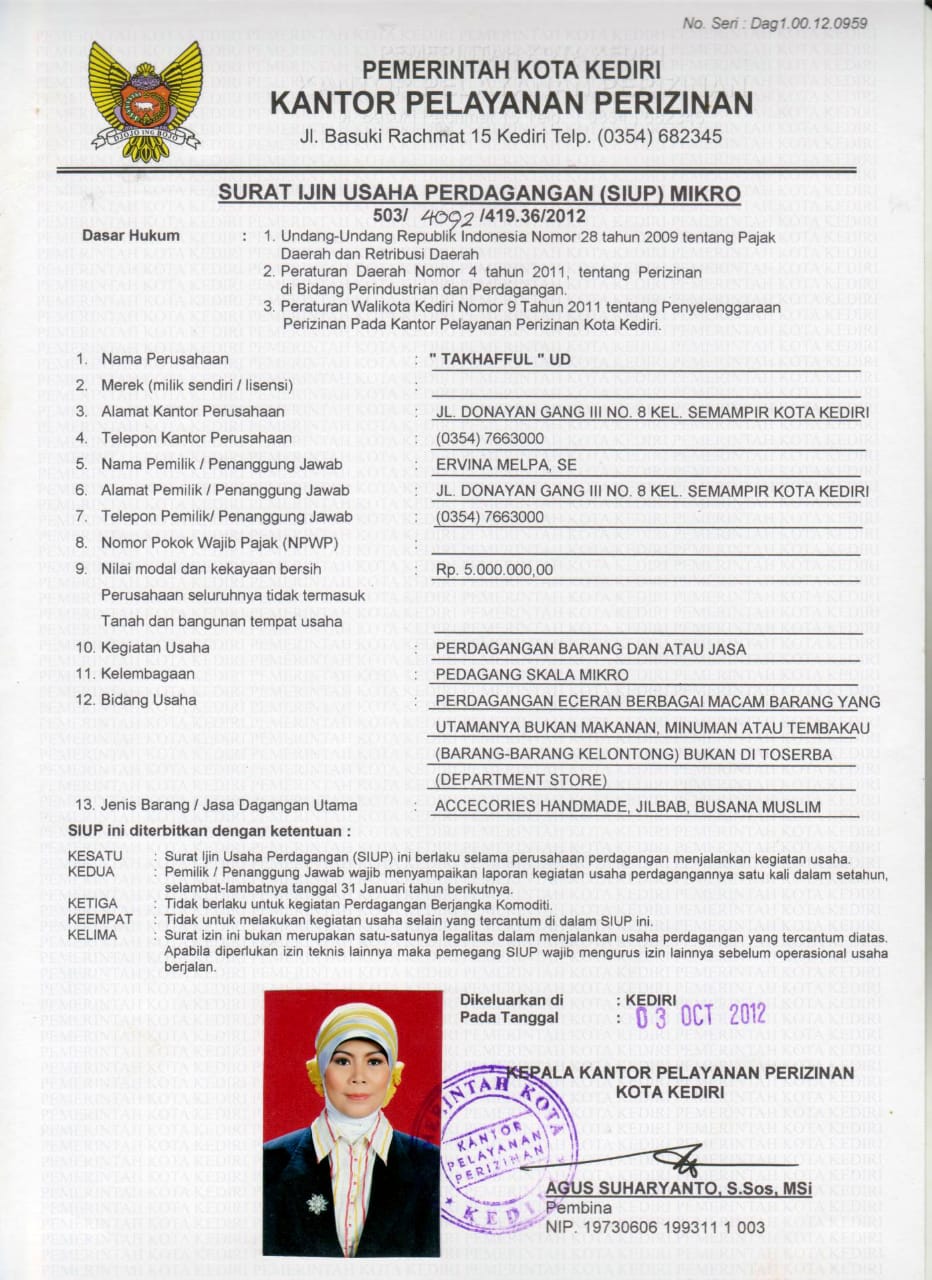 No. Seri : Dag1.00.12.0959
PEMERINTAH KOTA KEDIRI
KANTOR PELAYANAN PERIZINAN
Jl. Basuki Rachmat 15 Kediri Telp. (0354) 682345
DJOJO ING BOJO
SURAT IJIN USAHA PERDAGANGAN (SIUP) MIKRO
503/ 4092 /419.36/2012
Dasar Hukum : 1. Undang-Undang Republik Indonesia Nomor 28 tahun 2009 tentang Pajak
Daerah dan Retribusi Daerah
2. Peraturan Daerah Nomor 4 tahun 2011, tentang Perizinan
di Bidang Perindustrian dan Perdagangan.
3. Peraturan Walikota Kediri Nomor 9 Tahun 2011 tentang Penyelenggaraan
Perizinan Pada Kantor Pelayanan Perizinan Kota Kediri.
1. Nama Perusahaan : " TAKHAFFUL " UD
2. Merek (milik sendiri / lisensi) :
3. Alamat Kantor Perusahaan : JL. DONAYAN GANG III NO. 8 KEL. SEMAMPIR KOTA KEDIRI
4. Telepon Kantor Perusahaan : (0354) 7663000
5. Nama Pemilik / Penanggung Jawab : ERVINA MELPA, SE
6. Alamat Pemilik / Penanggung Jawab : JL. DONAYAN GANG III NO. 8 KEL. SEMAMPIR KOTA KEDIRI
7. Telepon Pemilik/ Penanggung Jawab : (0354) 7663000
8. Nomor Pokok Wajib Pajak (NPWP) :
9. Nilai modal dan kekayaan bersih : Rp. 5.000.000,00
Perusahaan seluruhnya tidak termasuk
Tanah dan bangunan tempat usaha
10. Kegiatan Usaha : PERDAGANGAN BARANG DAN ATAU JASA
11. Kelembagaan : PEDAGANG SKALA MIKRO
12. Bidang Usaha : PERDAGANGAN ECERAN BERBAGAI MACAM BARANG YANG
UTAMANYA BUKAN MAKANAN, MINUMAN ATAU TEMBAKAU
(BARANG-BARANG KELONTONG) BUKAN DI TOSERBA
(DEPARTMENT STORE)
13. Jenis Barang / Jasa Dagangan Utama : ACCECORIES HANDMADE, JILBAB, BUSANA MUSLIM
SIUP ini diterbitkan dengan ketentuan :
KESATU : Surat Ijin Usaha Perdagangan (SIUP) ini berlaku selama perusahaan perdagangan menjalankan kegiatan usaha.
KEDUA : Pemilik / Penanggung Jawab wajib menyampaikan laporan kegiatan usaha perdagangannya satu kali dalam setahun,
selambat-lambatnya tanggal 31 Januari tahun berikutnya.
KETIGA : Tidak berlaku untuk kegiatan Perdagangan Berjangka Komoditi.
KEEMPAT : Tidak untuk melakukan kegiatan usaha selain yang tercantum di dalam SIUP ini.
KELIMA : Surat izin ini bukan merupakan satu-satunya legalitas dalam menjalankan usaha perdagangan yang tercantum diatas.
Apabila diperlukan izin teknis lainnya maka pemegang SIUP wajib mengurus izin lainnya sebelum operasional usaha
berjalan.
Dikeluarkan di : KEDIRI
Pada Tanggal : 03 OCT 2012
KEPALA KANTOR PELAYANAN PERIZINAN
KOTA KEDIRI
KANTOR
PELAYANAN
PERIZINAN
KEDI
AGUS SUHARYANTO, S.Sos, MSi
Pembina
NIP. 19730606 199311 1 003